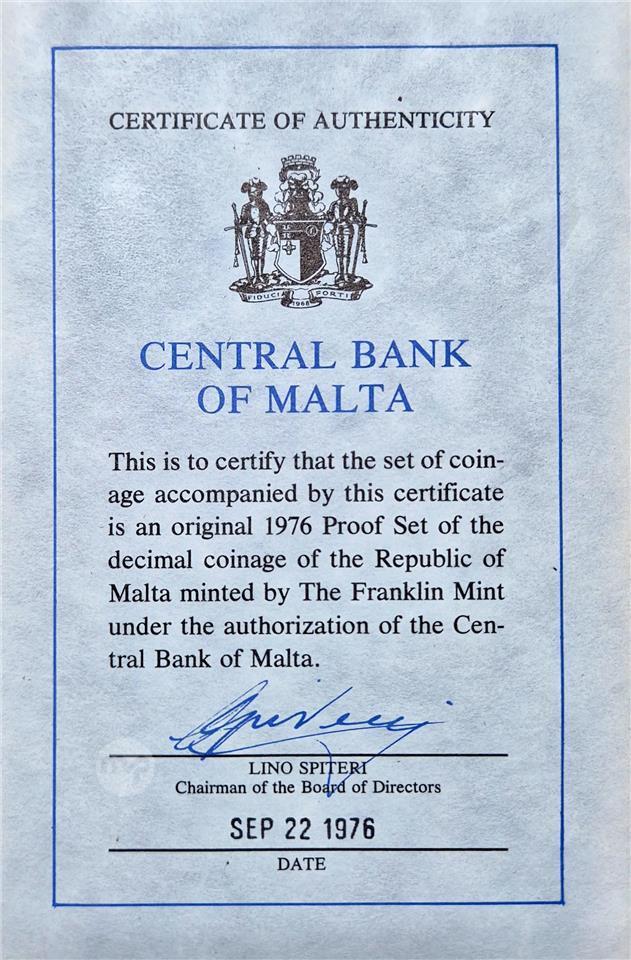 CERTIFICATE OF AUTHENTICITY
FIDUCIA FORTI
1968
CENTRAL BANK
OF MALTA
This is to certify that the set of coin-
age accompanied by this certificate
is an original 1976 Proof Set of the
decimal coinage of the Republic of
Malta minted by The Franklin Mint
under the authorization of the Cen-
tral Bank of Malta.
LINO SPITERI
Chairman of the Board of Directors
SEP 22 1976
DATE